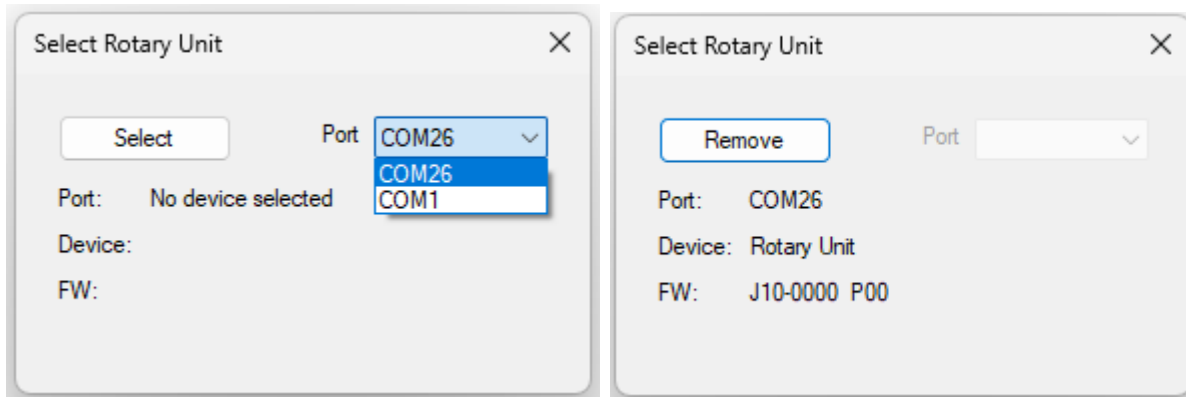 Select Rotary Unit
Select
Port
COM26
COM26
COM1
Port: No device selected
Device:
FW:
Select Rotary Unit
Remove
Port
Port: COM26
Device: Rotary Unit
FW: J10-0000 P00